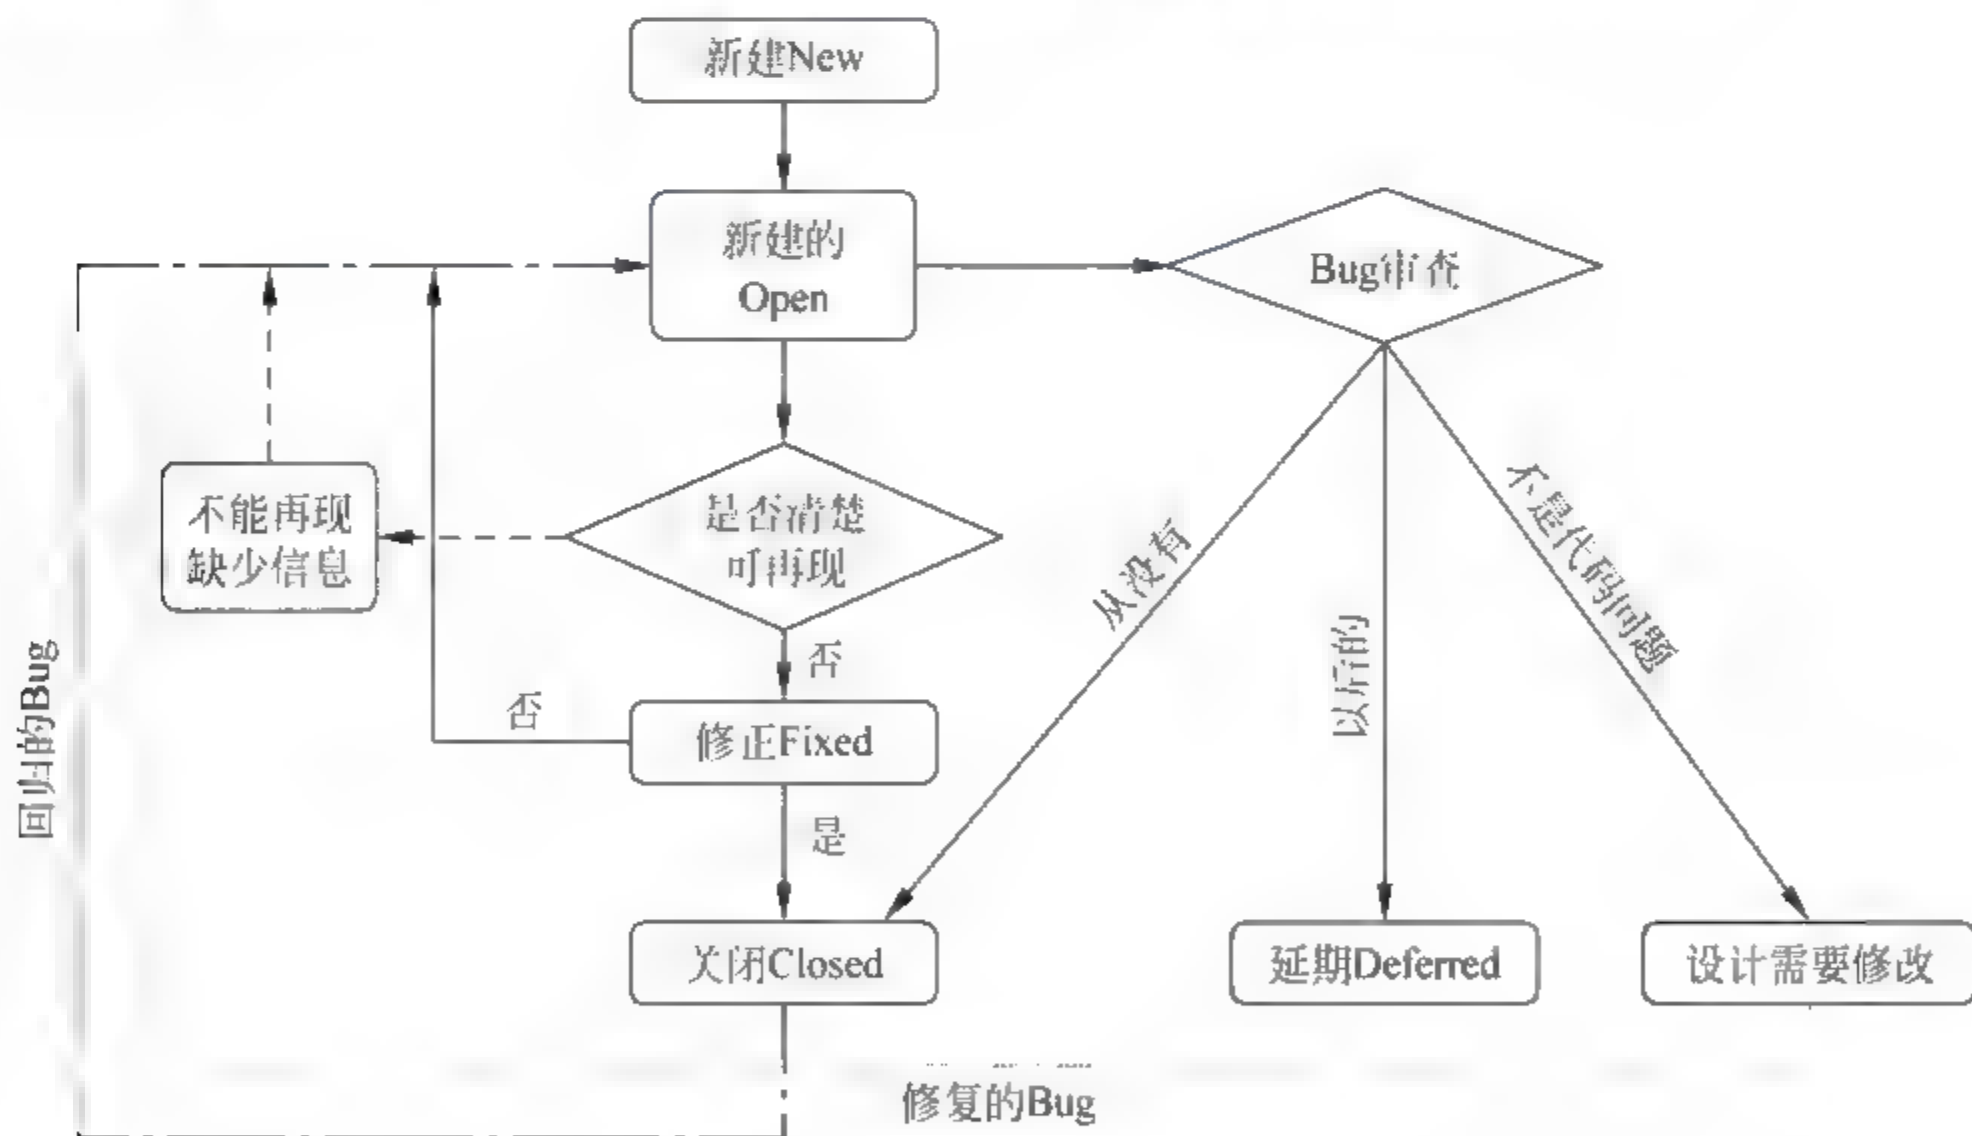 新建New
新建的
Open
Bug审查
不能再现
缺少信息
是否清楚
可再现
否
否
修正Fixed
是
从没有
以后的
不是代码问题
回归的Bug
关闭Closed
延期Deferred
设计需要修改
修复的Bug